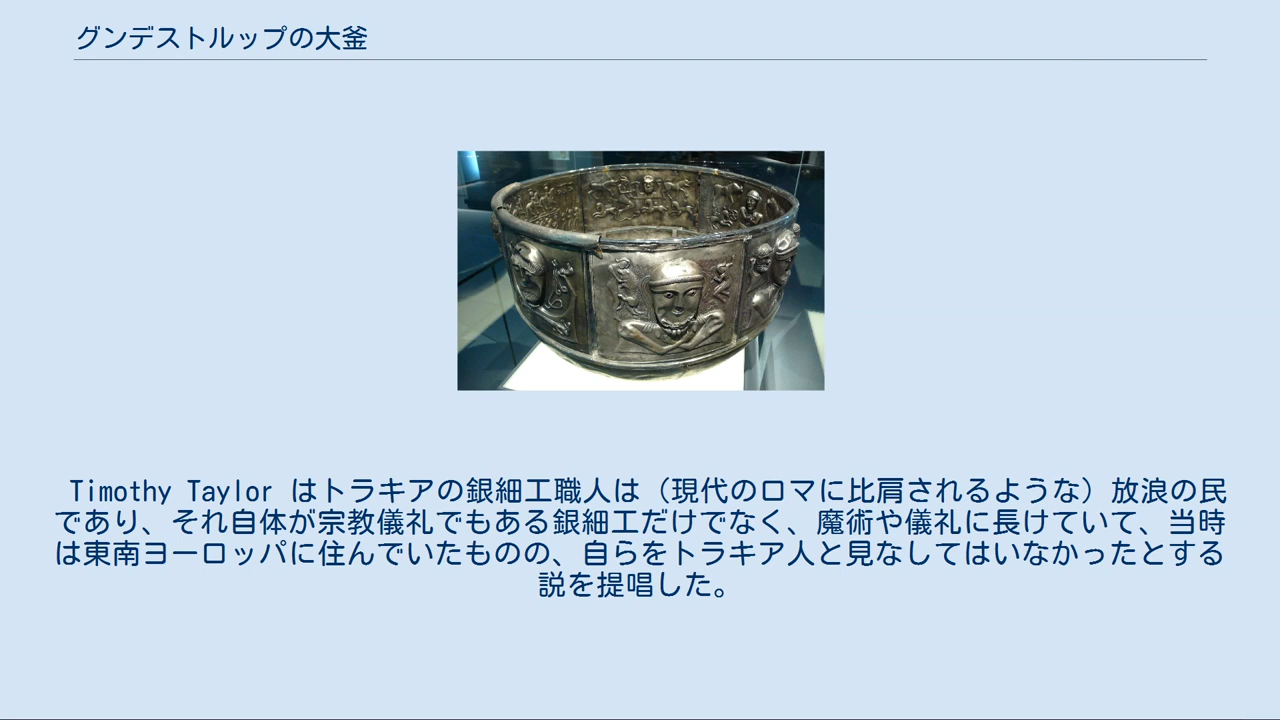 グンデストルップの大釜
Timothy Taylor はトラキアの銀細工職人は（現代のロマに比肩されるような）放浪の民
であり、それ自体が宗教儀礼でもある銀細工だけでなく、魔術や儀礼に長けていて、当時
は東南ヨーロッパに住んでいたものの、自らをトラキア人と見なしてはいなかったとする
説を提唱した。